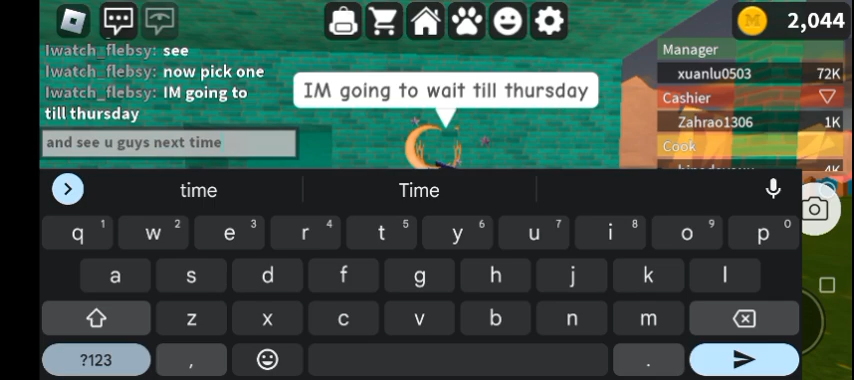 2,044
Iwatch_flebsy: see
Iwatch_flebsy: now pick one
Iwatch_flebsy: IM going to
till thursday
and see u guys next time
IM going to wait till thursday
Manager
xuanlu0503 72K
Cashier
Zahrao1306 1K
Cook
4K
time Time
q 1 w 2 e 3 r 4 t 5 y 6 u 7 i 8 o 9 p 0
a s d f g h j k l
z x c v b n m
?123 , .